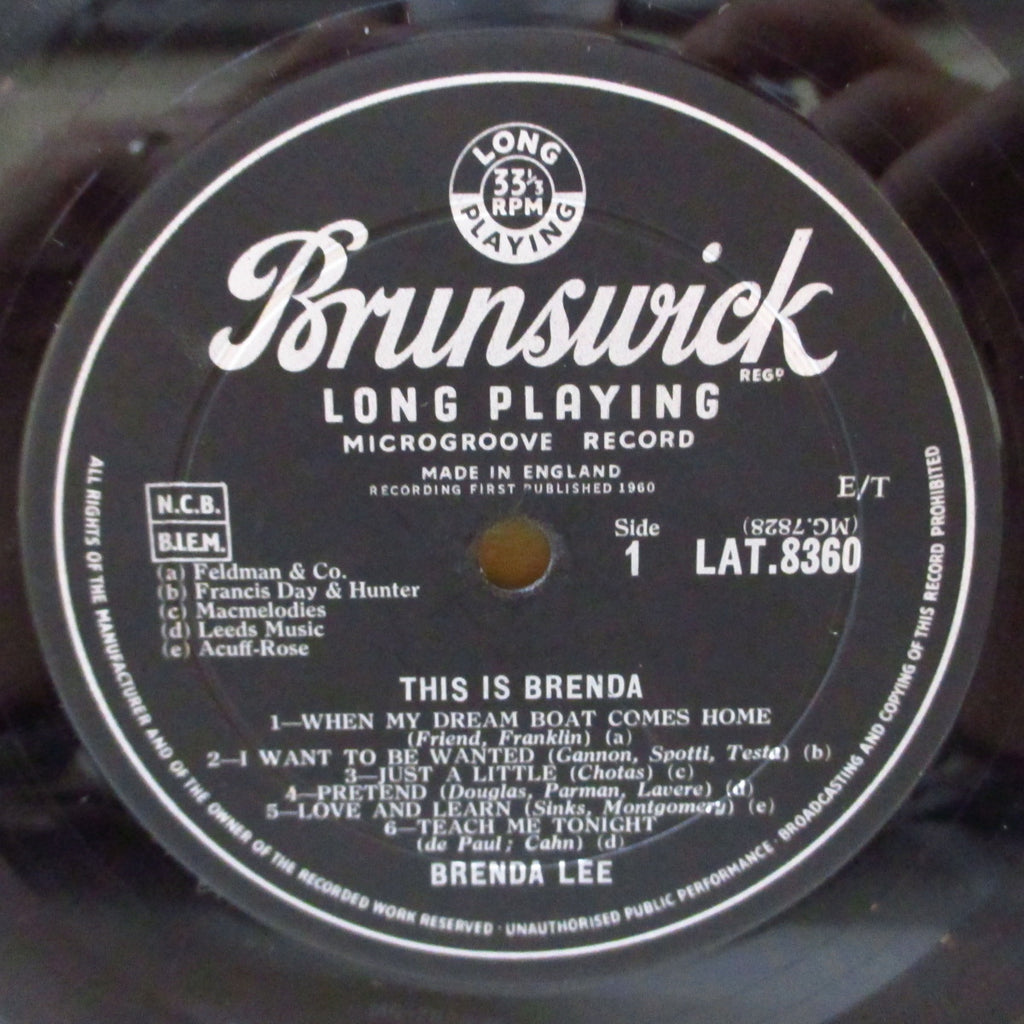 LONG
33⅓
RPM
PLAYING
Brunswick
REGD
LONG PLAYING
MICROGROOVE RECORD
MADE IN ENGLAND
RECORDING FIRST PUBLISHED 1960
E/T
N.C.B.
B.I.E.M.
Side
1
(MG.7828)
LAT.8360
(a) Feldman & Co.
(b) Francis Day & Hunter
(c) Macmelodies
(d) Leeds Music
(e) Acuff-Rose
THIS IS BRENDA
1—WHEN MY DREAM BOAT COMES HOME
(Friend, Franklin) (a)
2—I WANT TO BE WANTED (Gannon, Spotti, Testa) (b)
3—JUST A LITTLE (Chotas) (c)
4—PRETEND (Douglas, Parman, Lavere) (d)
5—LOVE AND LEARN (Sinks, Montgomery) (e)
6—TEACH ME TONIGHT
(de Paul; Cahn) (d)
BRENDA LEE
ALL RIGHTS OF THE MANUFACTURER AND OF THE OWNER OF THE RECORDED WORK RESERVED · UNAUTHORISED PUBLIC PERFORMANCE · BROADCASTING AND COPYING OF THIS RECORD PROHIBITED